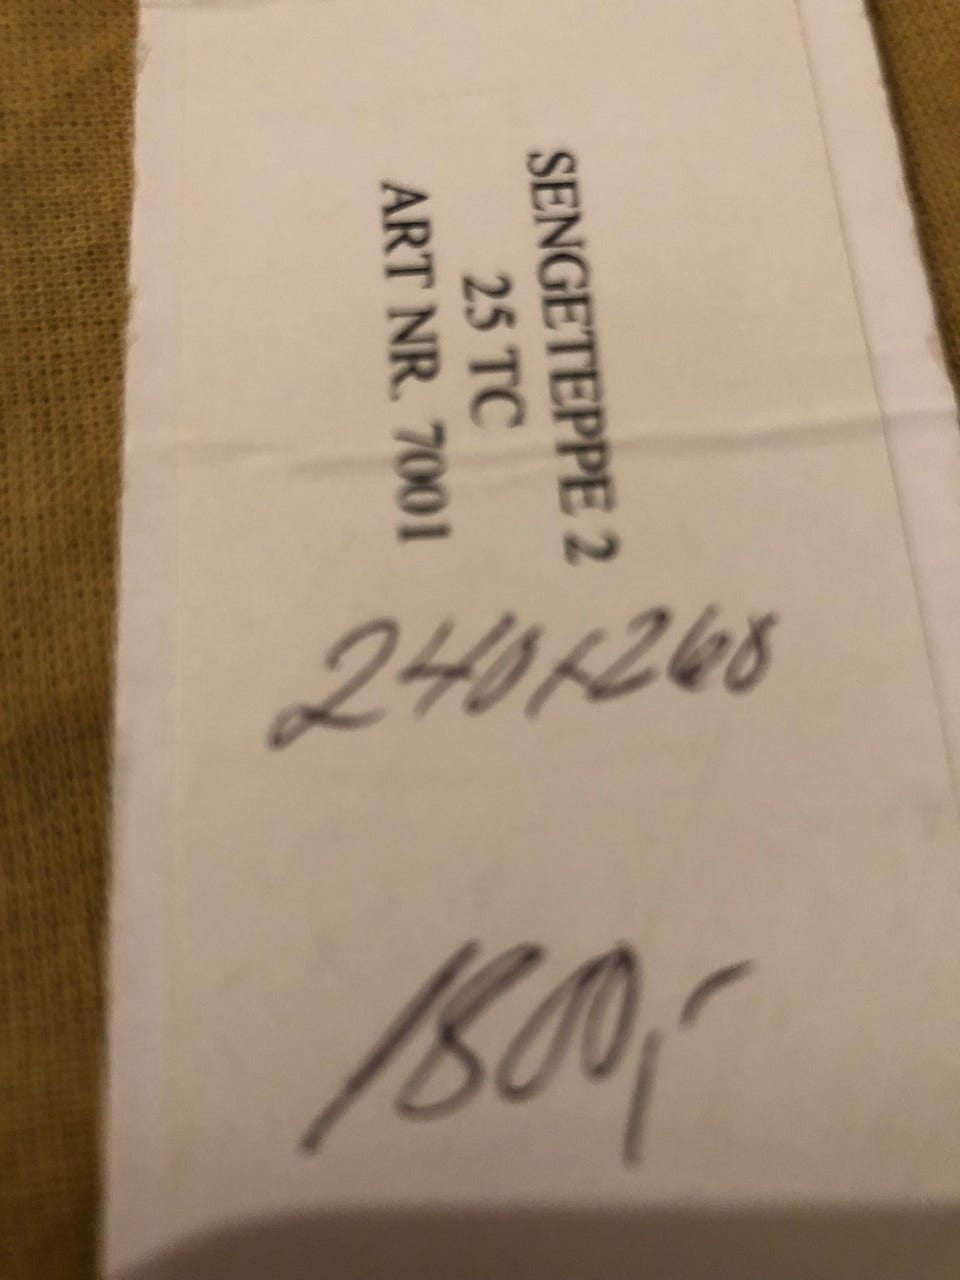 SENGETEPPE 2
25 TC
ART NR. 7001
240x260
1800,-